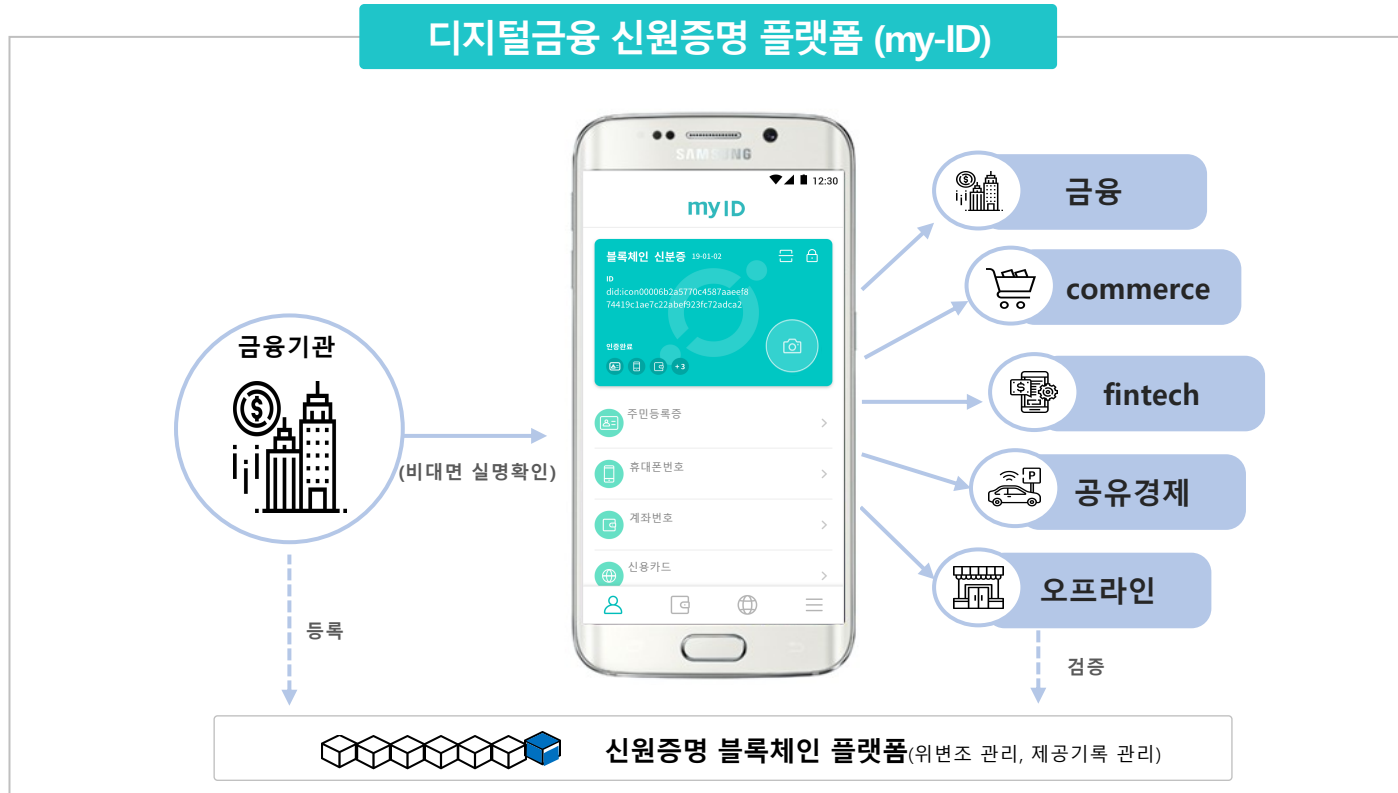 디지털금융 신원증명 플랫폼 (my-ID)
SAMSUNG
12:30
my ID
블록체인 신분증 19-01-02
ID
did:icon00006b2a5770c4587aaeef8
74419c1ae7c22abef923fc72adca2
인증완료
+3
주민등록증
휴대폰번호
계좌번호
신용카드
금융기관
(비대면 실명확인)
등록
금융
commerce
fintech
P
공유경제
오프라인
검증
신원증명 블록체인 플랫폼(위변조 관리, 제공기록 관리)